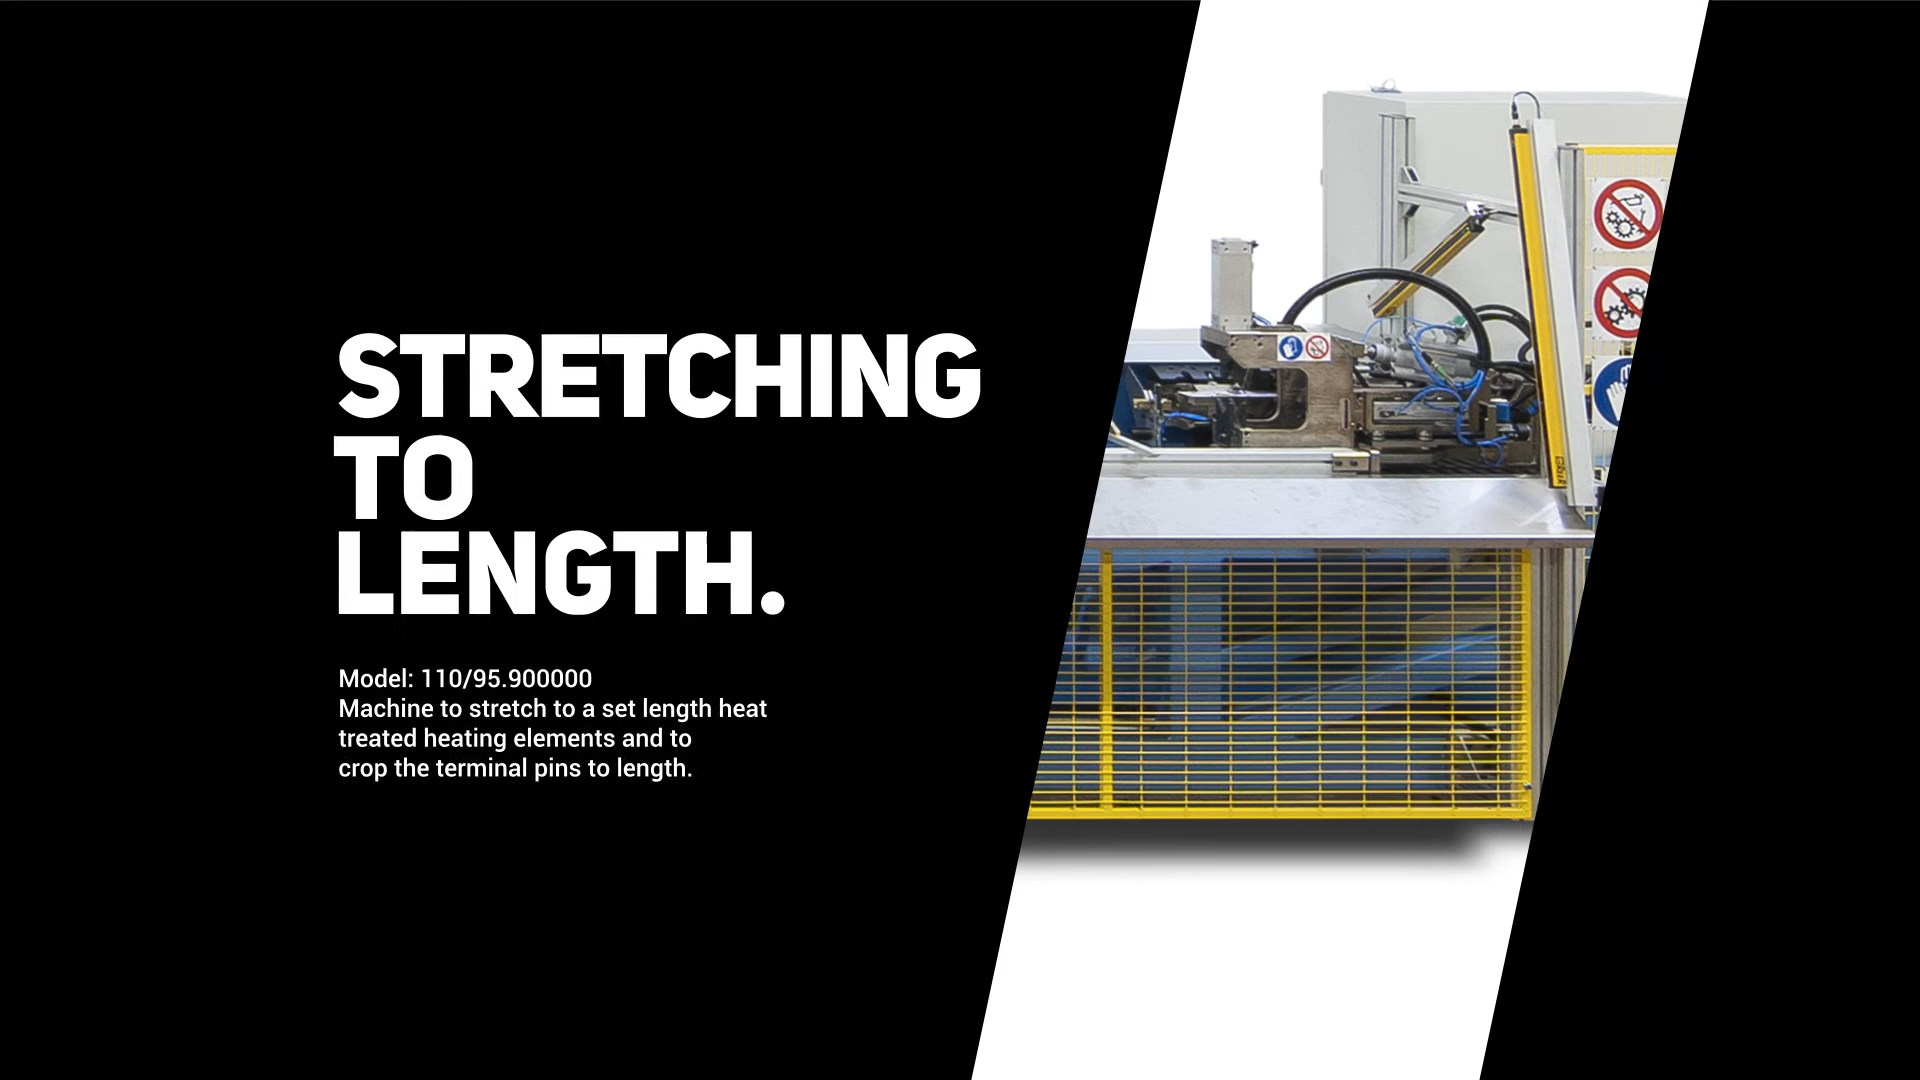 STRETCHING
TO
LENGTH.
Model: 110/95.900000
Machine to stretch to a set length heat
treated heating elements and to
crop the terminal pins to length.